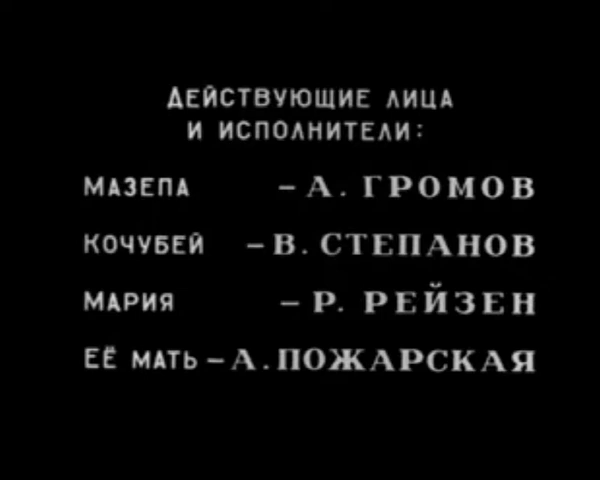 ДЕЙСТВУЮЩИЕ ЛИЦА
И ИСПОЛНИТЕЛИ:
МАЗЕПА – А. ГРОМОВ
КОЧУБЕЙ – В. СТЕПАНОВ
МАРИЯ – Р. РЕЙЗЕН
ЕЁ МАТЬ – А. ПОЖАРСКАЯ